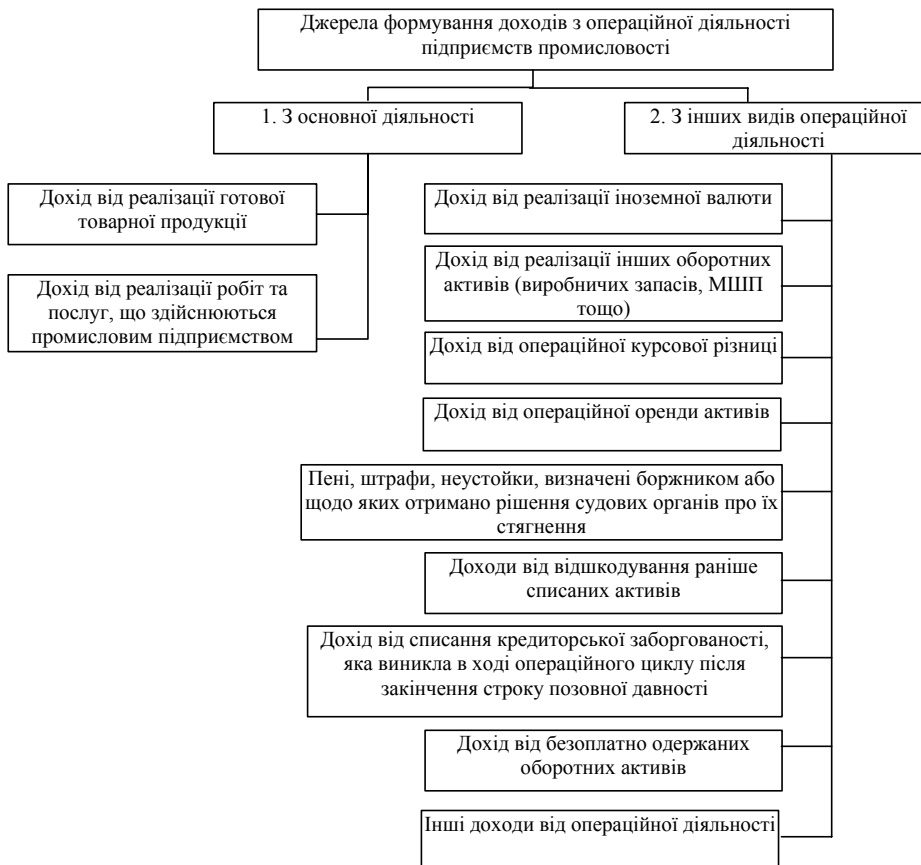 Джерела формування доходів з операційної діяльності
підприємств промисловості
1. З основної діяльності
2. З інших видів операційної
діяльності
Дохід від реалізації готової
товарної продукції
Дохід від реалізації робіт та
послуг, що здійснюються
промисловим підприємством
Дохід від реалізації іноземної валюти
Дохід від реалізації інших оборотних
активів (виробничих запасів, МШП
тощо)
Дохід від операційної курсової різниці
Дохід від операційної оренди активів
Пені, штрафи, неустойки, визначені боржником або
щодо яких отримано рішення судових органів про їх
стягнення
Доходи від відшкодування раніше
списаних активів
Дохід від списання кредиторської заборгованості,
яка виникла в ході операційного циклу після
закінчення строку позовної давності
Дохід від безоплатно одержаних
оборотних активів
Інші доходи від операційної діяльності